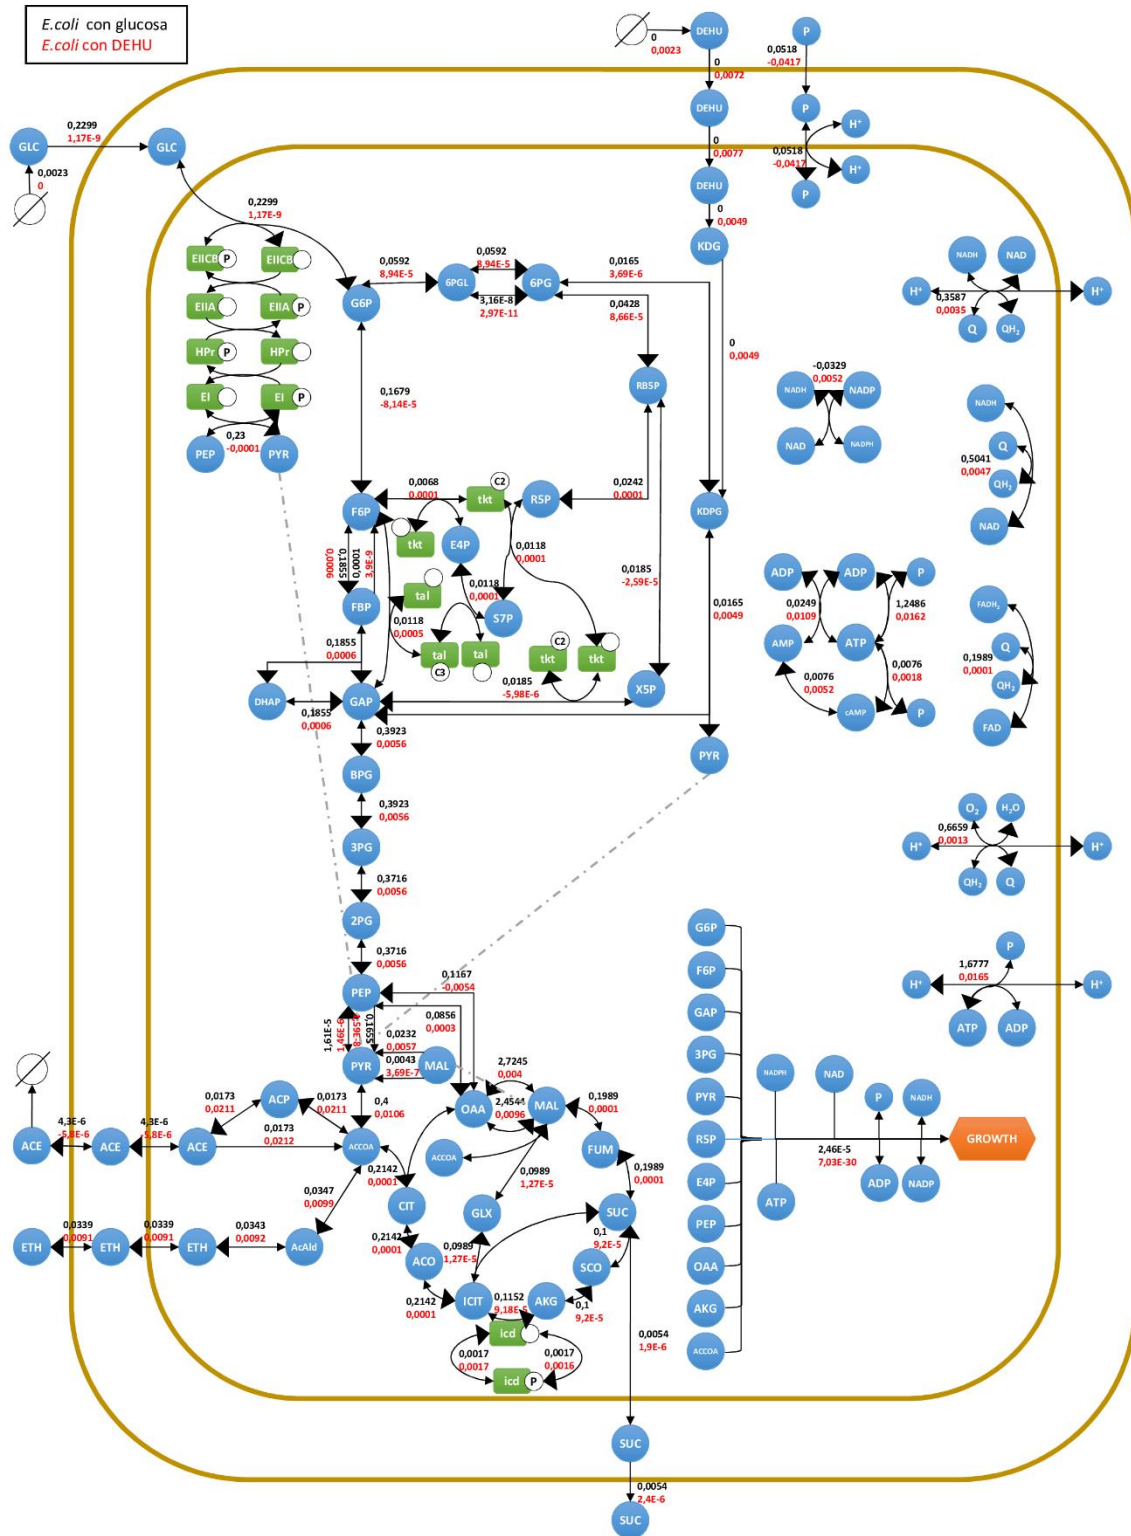 E.coli con glucosa
E.coli con DEHU
DEHU
P
0
0,0023
0,0518
-0,0417
0
0,0072
DEHU
P
H⁺
0
0,0077
0,0518
-0,0417
H⁺
DEHU
P
0
0,0049
KDG
GLC
0,2299
1,17E-9
GLC
0,0023
0
0,2299
1,17E-9
EIICB P
EIICB
EIIA
EIIA P
HPr P
HPr
EI
EI P
0,23
-0,0001
PEP
PYR
G6P
0,0592
8,94E-5
6PGL
0,0592
8,94E-5
3,16E-8
2,97E-11
6PG
0,0165
3,69E-6
0,0428
8,66E-5
0
0,0049
RB5P
0,1679
-8,14E-5
NADH
NAD
H⁺
0,3587
0,0035
H⁺
Q
QH₂
-0,0329
0,0052
NADH
NADP
NAD
NADPH
NADH
Q
0,5041
0,0047
QH₂
NAD
F6P
0,0068
0,0001
tkt
C2
R5P
0,0242
0,0001
KDPG
tkt
E4P
0,0118
0,0001
0,0006
0,1855
0,0001
3,9E-9
FBP
tal
0,0118
0,0001
S7P
0,0118
0,0005
tal
C3
tal
tkt
C2
tkt
0,0185
-2,59E-5
0,0165
0,0049
0,1855
0,0006
DHAP
0,1855
0,0006
GAP
0,0185
-5,98E-6
X5P
ADP
ADP
P
0,0249
0,0109
1,2486
0,0162
AMP
ATP
0,0076
0,0052
0,0076
0,0018
cAMP
P
FADH₂
Q
0,1989
0,0001
QH₂
FAD
0,3923
0,0056
BPG
PYR
0,3923
0,0056
3PG
0,3716
0,0056
2PG
0,3716
0,0056
PEP
O₂
H₂O
0,6659
0,0013
H⁺
H⁺
QH₂
Q
P
1,6777
0,0165
H⁺
H⁺
ATP
ADP
0,1167
-0,0054
0,0856
0,0003
1,61E-5
1,46E-6
0,1655
0,0232
0,0057
0,0043
3,69E-7
PYR
MAL
2,7245
0,004
OAA
2,4544
0,0096
MAL
0,1989
0,0001
FUM
0,4
0,0106
ACP
0,0173
0,0211
0,0173
0,0211
0,0173
0,0212
ACE
4,3E-6
-5,8E-6
ACE
4,3E-6
-5,8E-6
ACE
ACCOA
ACCOA
0,2142
0,0001
0,0989
1,27E-5
0,1989
0,0001
0,0347
0,0099
CIT
GLX
SUC
ETH
0,0339
0,0091
ETH
0,0339
0,0091
ETH
0,0343
0,0092
AcAld
0,2142
0,0001
ACO
0,0989
1,27E-5
0,1
9,2E-5
SCO
0,2142
0,0001
ICIT
0,1152
9,18E-5
AKG
0,1
9,2E-5
icd
0,0017
0,0017
0,0017
0,0016
icd P
0,0054
1,9E-6
SUC
0,0054
2,4E-6
SUC
G6P
F6P
GAP
3PG
PYR
R5P
E4P
PEP
OAA
AKG
ACCOA
NADPH
NAD
P
NADH
2,46E-5
7,03E-30
GROWTH
ATP
ADP
NADP